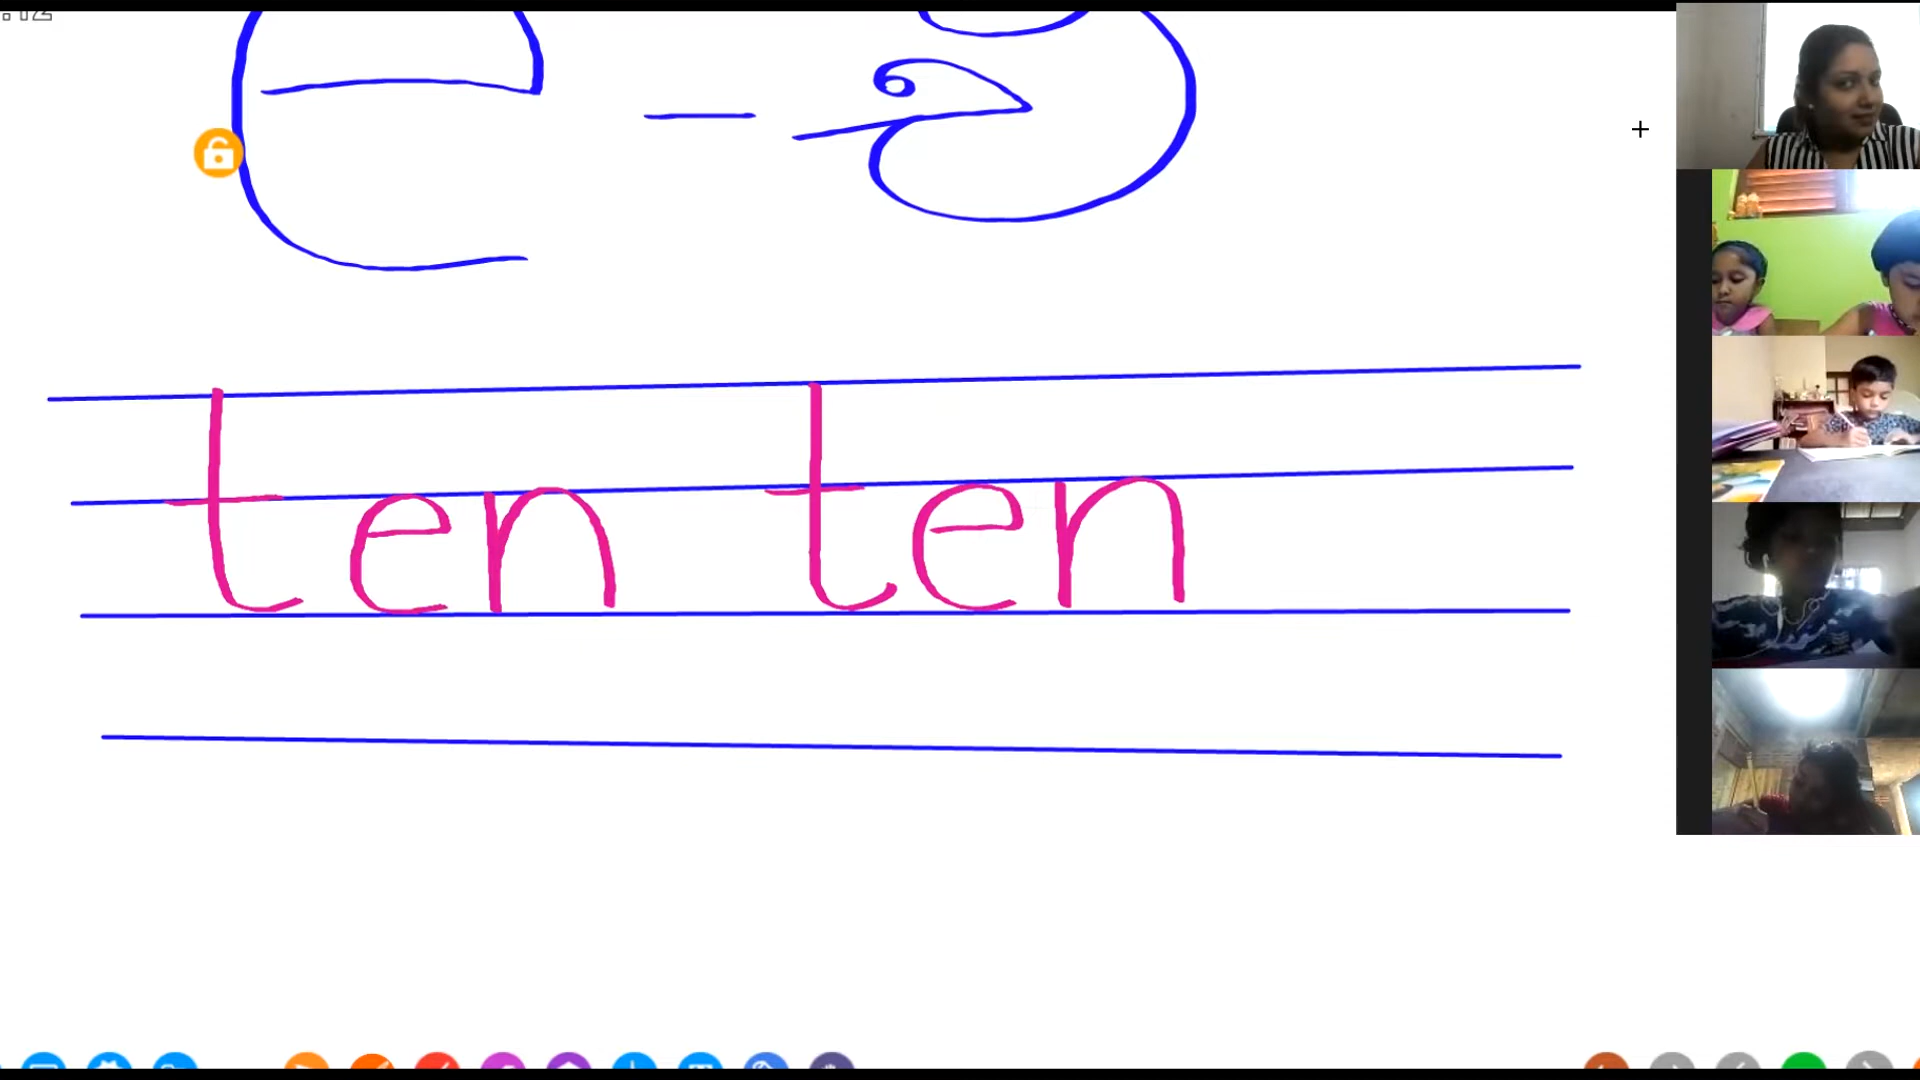 e - එ
ten ten